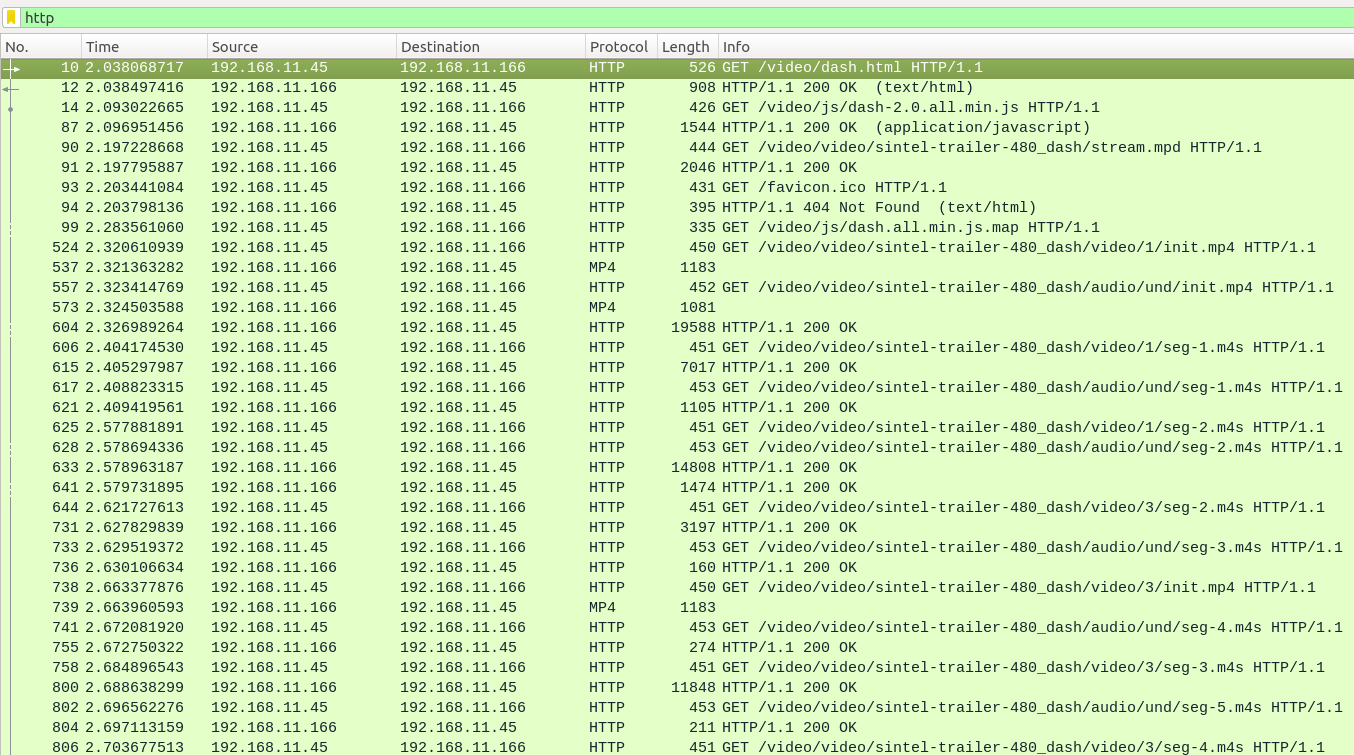 http
No. Time Source Destination Protocol Length Info
10 2.038068717 192.168.11.45 192.168.11.166 HTTP 526 GET /video/dash.html HTTP/1.1
12 2.038497416 192.168.11.166 192.168.11.45 HTTP 908 HTTP/1.1 200 OK (text/html)
14 2.093022665 192.168.11.45 192.168.11.166 HTTP 426 GET /video/js/dash-2.0.all.min.js HTTP/1.1
87 2.096951456 192.168.11.166 192.168.11.45 HTTP 1544 HTTP/1.1 200 OK (application/javascript)
90 2.197228668 192.168.11.45 192.168.11.166 HTTP 444 GET /video/video/sintel-trailer-480_dash/stream.mpd HTTP/1.1
91 2.197795887 192.168.11.166 192.168.11.45 HTTP 2046 HTTP/1.1 200 OK
93 2.203441084 192.168.11.45 192.168.11.166 HTTP 431 GET /favicon.ico HTTP/1.1
94 2.203798136 192.168.11.166 192.168.11.45 HTTP 395 HTTP/1.1 404 Not Found (text/html)
99 2.283561060 192.168.11.45 192.168.11.166 HTTP 335 GET /video/js/dash.all.min.js.map HTTP/1.1
524 2.320610939 192.168.11.45 192.168.11.166 HTTP 450 GET /video/video/sintel-trailer-480_dash/video/1/init.mp4 HTTP/1.1
537 2.321363282 192.168.11.166 192.168.11.45 MP4 1183
557 2.323414769 192.168.11.45 192.168.11.166 HTTP 452 GET /video/video/sintel-trailer-480_dash/audio/und/init.mp4 HTTP/1.1
573 2.324503588 192.168.11.166 192.168.11.45 MP4 1081
604 2.326989264 192.168.11.166 192.168.11.45 HTTP 19588 HTTP/1.1 200 OK
606 2.404174530 192.168.11.45 192.168.11.166 HTTP 451 GET /video/video/sintel-trailer-480_dash/video/1/seg-1.m4s HTTP/1.1
615 2.405297987 192.168.11.166 192.168.11.45 HTTP 7017 HTTP/1.1 200 OK
617 2.408823315 192.168.11.45 192.168.11.166 HTTP 453 GET /video/video/sintel-trailer-480_dash/audio/und/seg-1.m4s HTTP/1.1
621 2.409419561 192.168.11.166 192.168.11.45 HTTP 1105 HTTP/1.1 200 OK
625 2.577881891 192.168.11.45 192.168.11.166 HTTP 451 GET /video/video/sintel-trailer-480_dash/video/1/seg-2.m4s HTTP/1.1
628 2.578694336 192.168.11.45 192.168.11.166 HTTP 453 GET /video/video/sintel-trailer-480_dash/audio/und/seg-2.m4s HTTP/1.1
633 2.578963187 192.168.11.166 192.168.11.45 HTTP 14808 HTTP/1.1 200 OK
641 2.579731895 192.168.11.166 192.168.11.45 HTTP 1474 HTTP/1.1 200 OK
644 2.621727613 192.168.11.45 192.168.11.166 HTTP 451 GET /video/video/sintel-trailer-480_dash/video/3/seg-2.m4s HTTP/1.1
731 2.627829839 192.168.11.166 192.168.11.45 HTTP 3197 HTTP/1.1 200 OK
733 2.629519372 192.168.11.45 192.168.11.166 HTTP 453 GET /video/video/sintel-trailer-480_dash/audio/und/seg-3.m4s HTTP/1.1
736 2.630106634 192.168.11.166 192.168.11.45 HTTP 160 HTTP/1.1 200 OK
738 2.663377876 192.168.11.45 192.168.11.166 HTTP 450 GET /video/video/sintel-trailer-480_dash/video/3/init.mp4 HTTP/1.1
739 2.663960593 192.168.11.166 192.168.11.45 MP4 1183
741 2.672081920 192.168.11.45 192.168.11.166 HTTP 453 GET /video/video/sintel-trailer-480_dash/audio/und/seg-4.m4s HTTP/1.1
755 2.672750322 192.168.11.166 192.168.11.45 HTTP 274 HTTP/1.1 200 OK
758 2.684896543 192.168.11.45 192.168.11.166 HTTP 451 GET /video/video/sintel-trailer-480_dash/video/3/seg-3.m4s HTTP/1.1
800 2.688638299 192.168.11.166 192.168.11.45 HTTP 11848 HTTP/1.1 200 OK
802 2.696562276 192.168.11.45 192.168.11.166 HTTP 453 GET /video/video/sintel-trailer-480_dash/audio/und/seg-5.m4s HTTP/1.1
804 2.697113159 192.168.11.166 192.168.11.45 HTTP 211 HTTP/1.1 200 OK
806 2.703677513 192.168.11.45 192.168.11.166 HTTP 451 GET /video/video/sintel-trailer-480_dash/video/3/seg-4.m4s HTTP/1.1